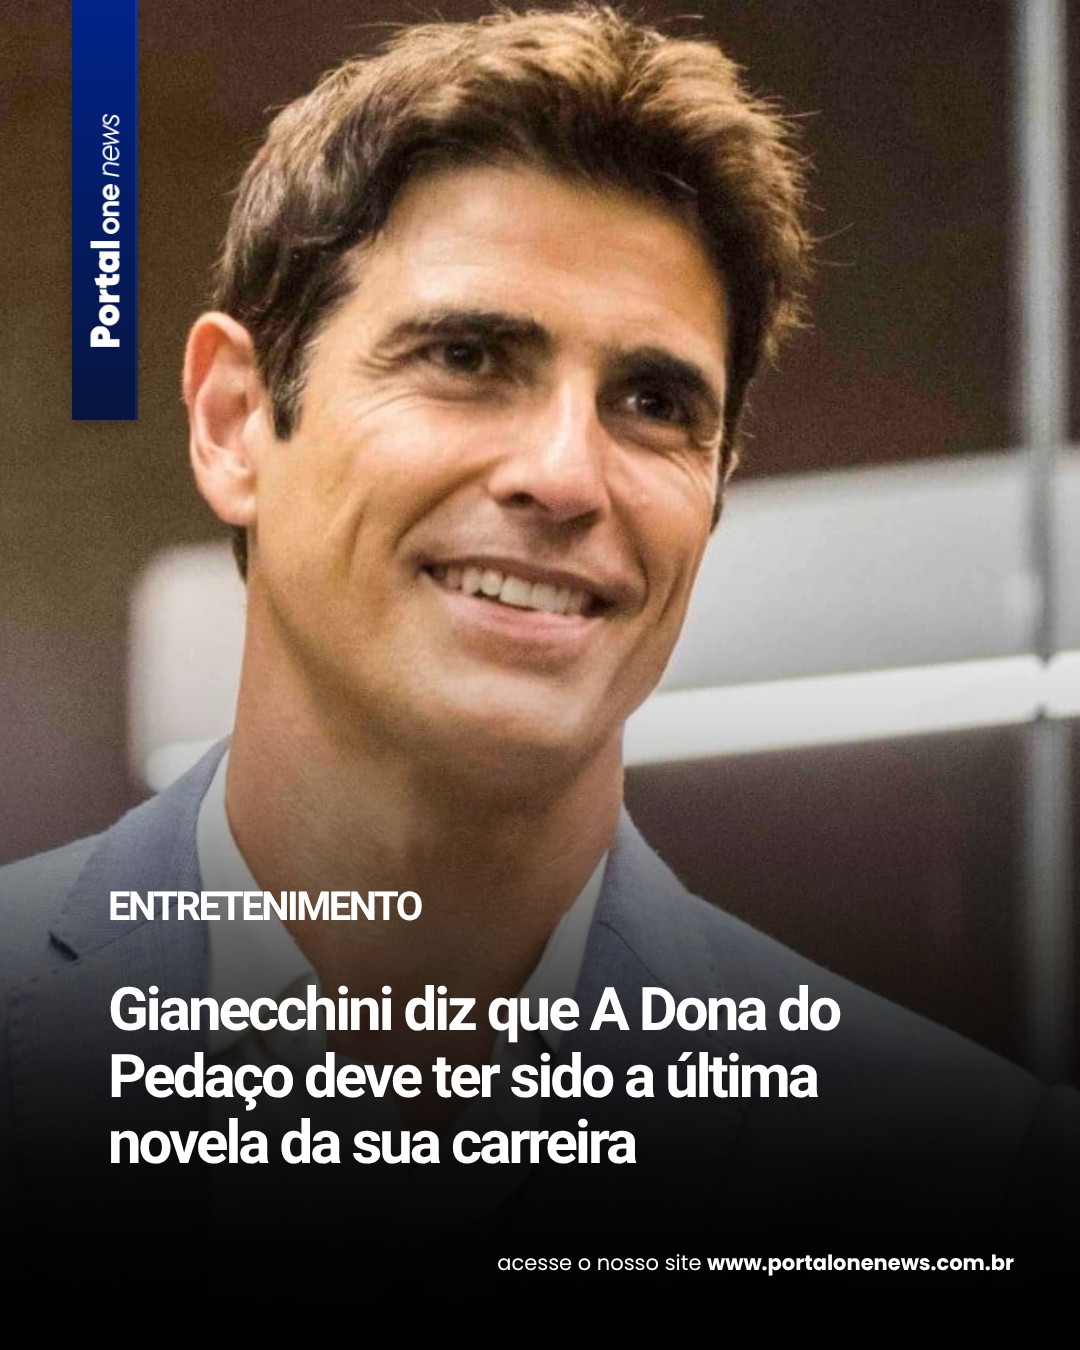 Portal one news
ENTRETENIMENTO
Gianecchini diz que A Dona do
Pedaço deve ter sido a última
novela da sua carreira
acesse o nosso site www.portalonenews.com.br